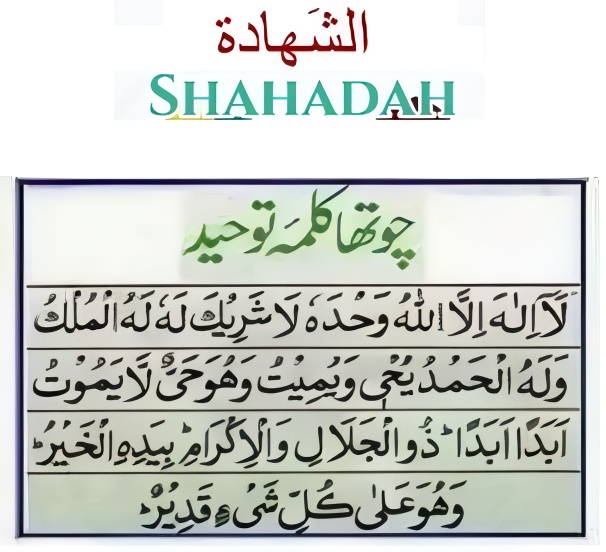 الشَهادة
SHAHADAH
چوتھا کلمہ توحید
لَآ اِلٰهَ اِلَّا اللّٰهُ وَحْدَهٗ لَا شَرِيْكَ لَهٗ لَهُ الْمُلْكُ
وَلَهُ الْحَمْدُ يُحْىٖ وَيُمِيْتُ وَهُوَ حَىٌّ لَّا يَمُوْتُ
اَبَدًا اَبَدًاؕ ذُو الْجَلَالِ وَالْاِكْرَامِؕ بِيَدِهِ الْخَيْرُؕ
وَهُوَ عَلٰى كُلِّ شَىْءٍ قَدِيْرٌؕ